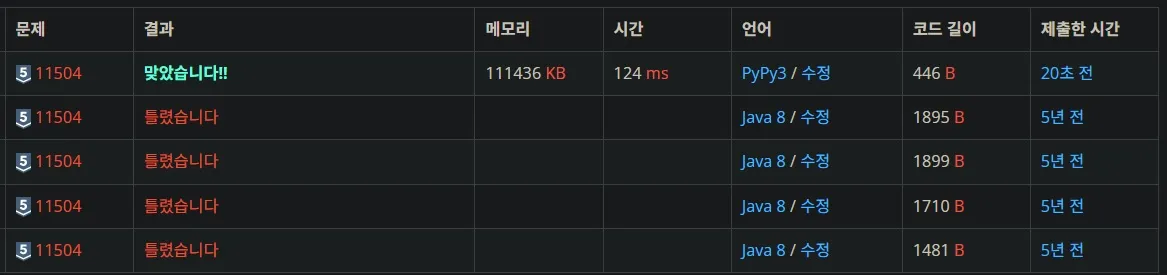 문제 결과 메모리 시간 언어 코드 길이 제출한 시간
5 11504 맞았습니다!! 111436 KB 124 ms PyPy3 / 수정 446 B 20초 전
5 11504 틀렸습니다 Java 8 / 수정 1895 B 5년 전
5 11504 틀렸습니다 Java 8 / 수정 1899 B 5년 전
5 11504 틀렸습니다 Java 8 / 수정 1710 B 5년 전
5 11504 틀렸습니다 Java 8 / 수정 1481 B 5년 전